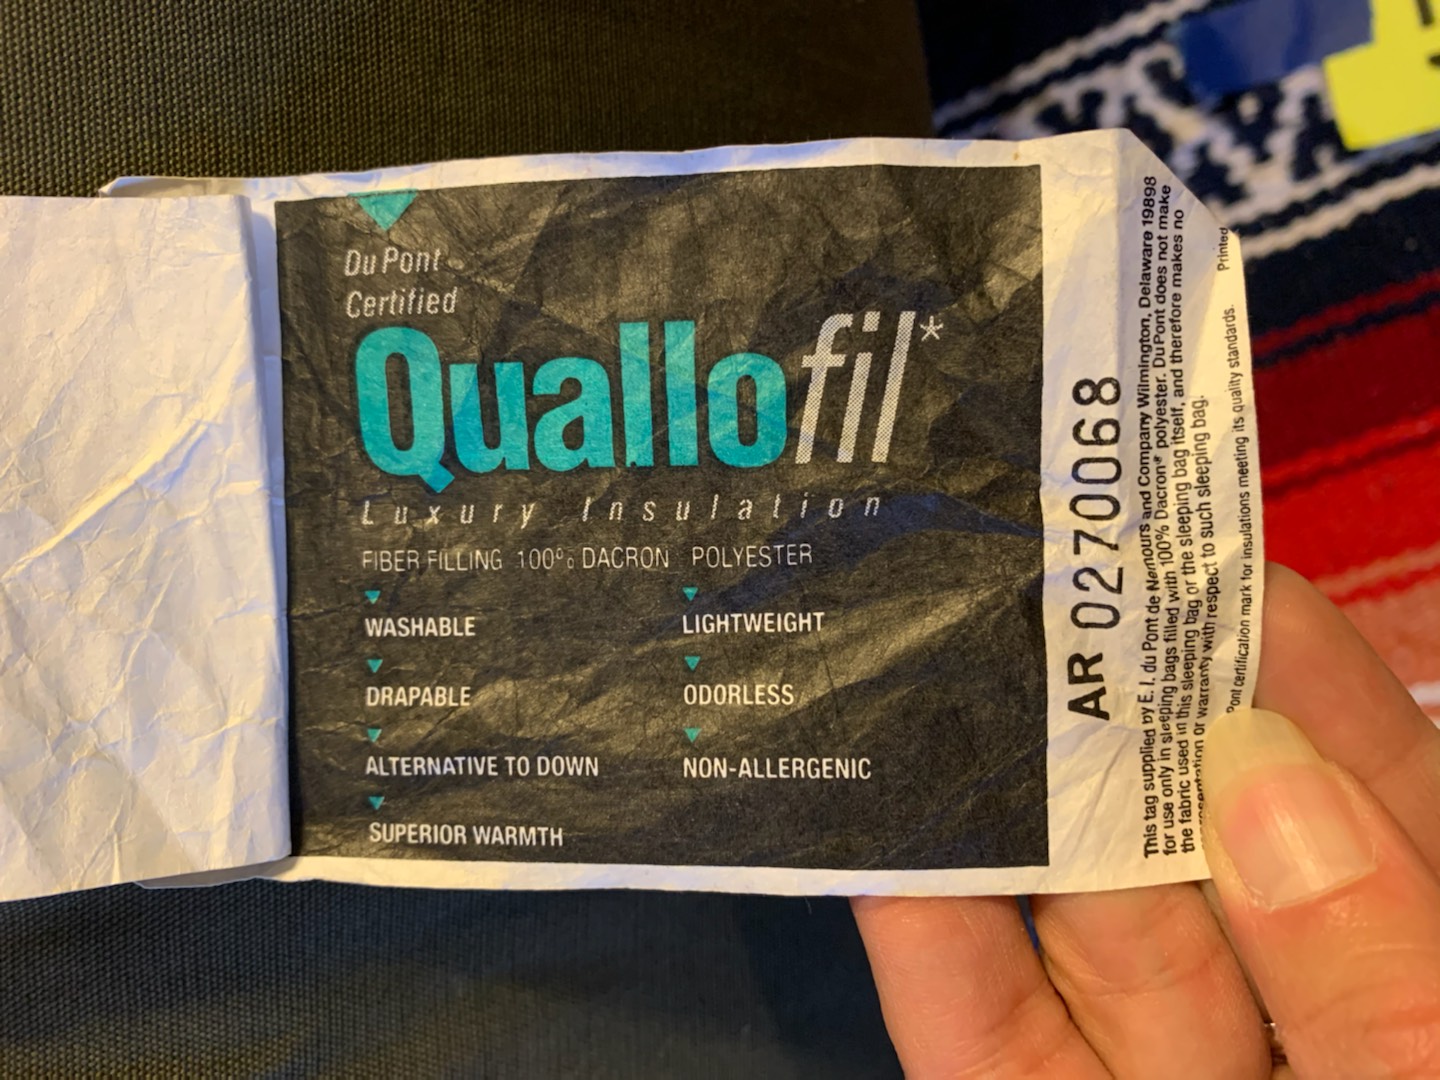 Du Pont
Certified
Quallofil*
Luxury Insulation
FIBER FILLING 100% DACRON POLYESTER
WASHABLE
LIGHTWEIGHT
DRAPABLE
ODORLESS
ALTERNATIVE TO DOWN
NON-ALLERGENIC
SUPERIOR WARMTH
AR 0270068
This tag supplied by E. I. du Pont de Nemours and Company Wilmington, Delaware 19898
for use only in sleeping bags filled with 100% Dacron® polyester. Du Pont does not make
the fabric used in this sleeping bag or the sleeping bag itself, and therefore makes no
representation or warranty with respect to such sleeping bag.
Pont certification mark for insulations meeting its quality standards.
Printed